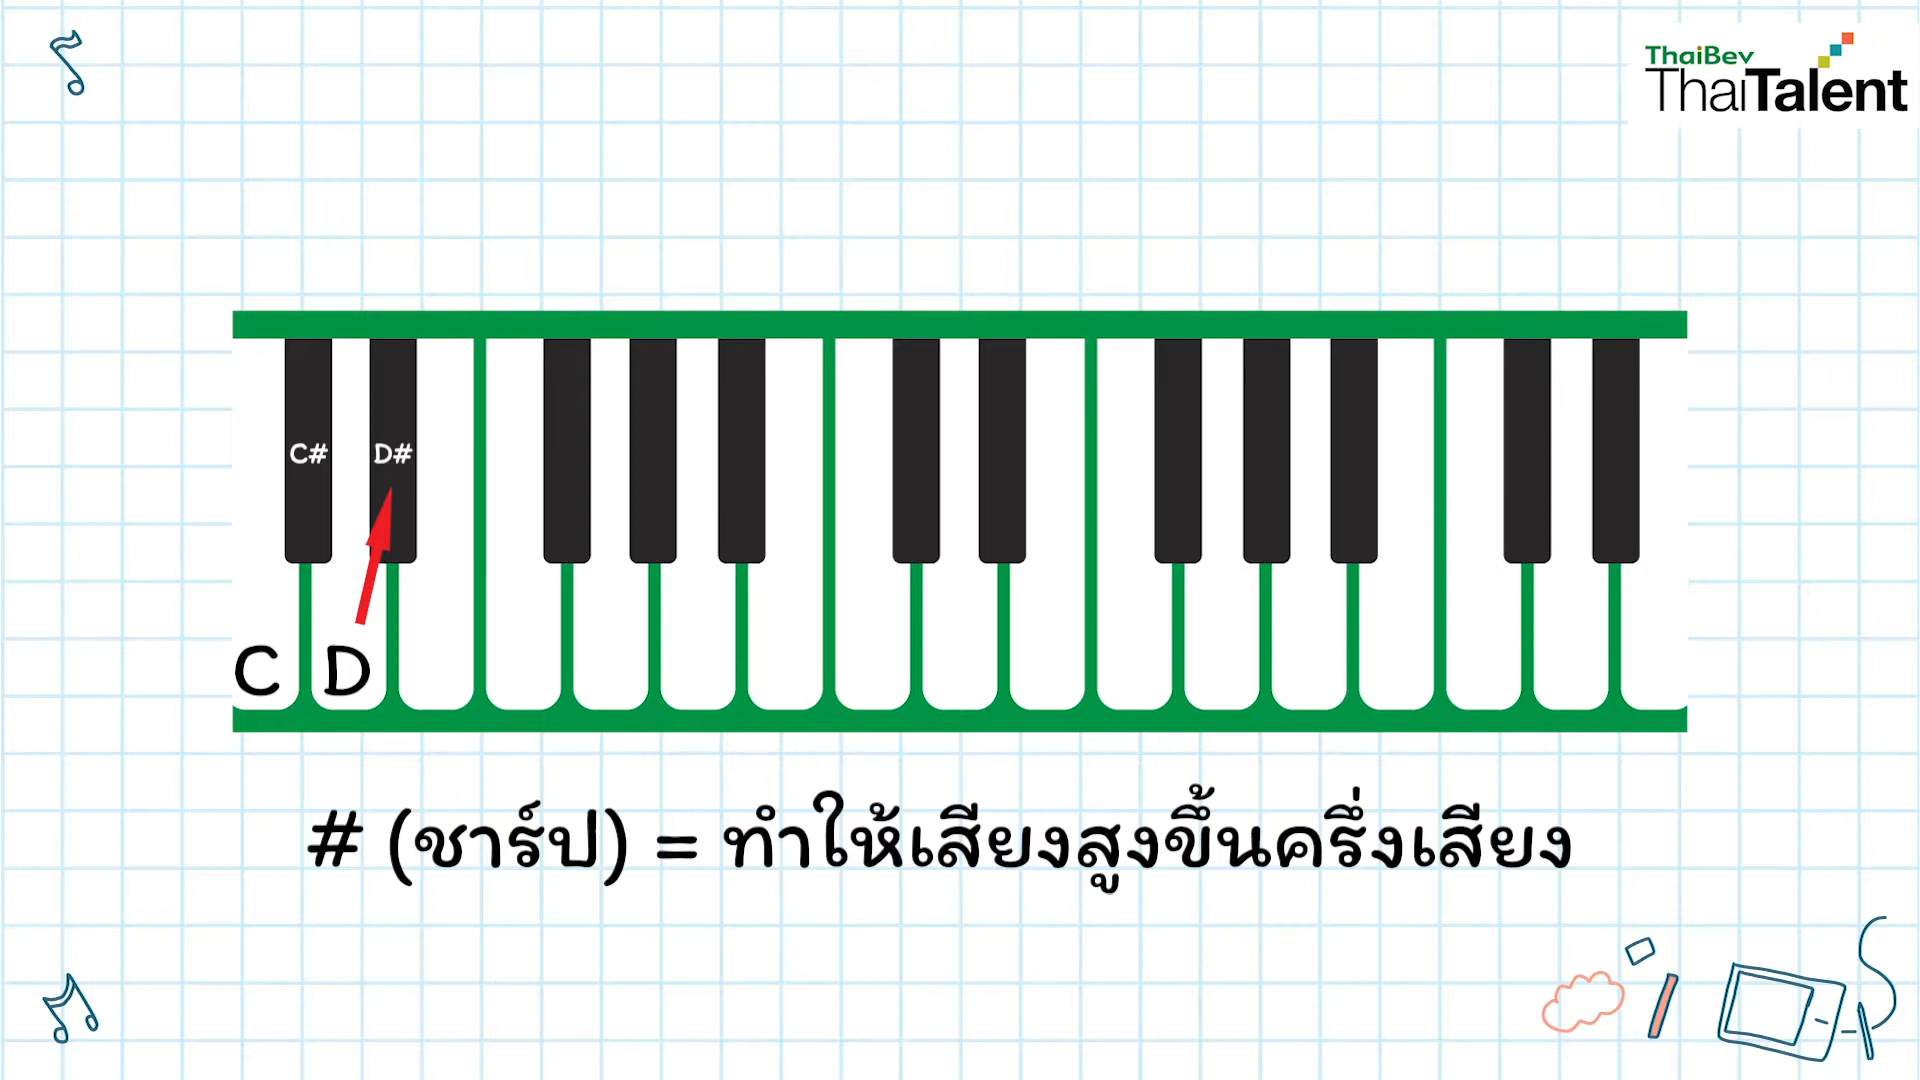 ThaiBev
ThaiTalent
C# D#
C D
# (ชาร์ป) = ทำให้เสียงสูงขึ้นครึ่งเสียง